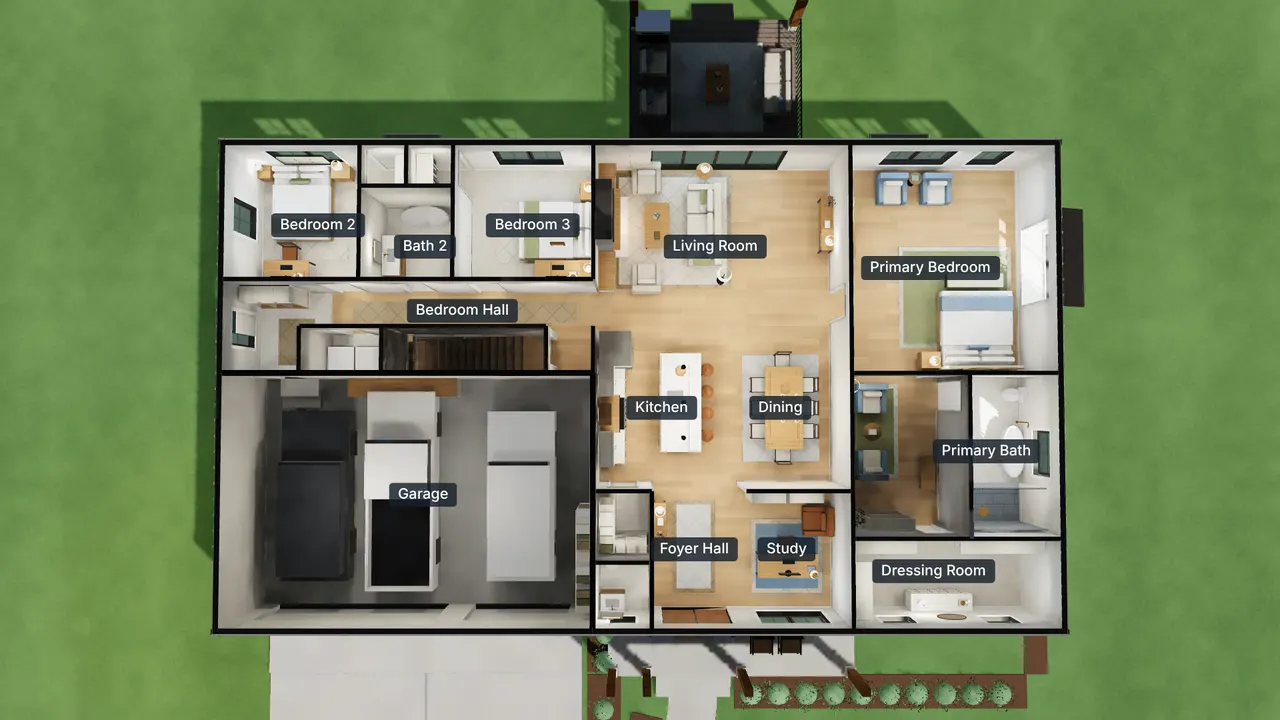 Bedroom 2
Bath 2
Bedroom 3
Living Room
Primary Bedroom
Bedroom Hall
Kitchen
Dining
Primary Bath
Garage
Foyer Hall
Study
Dressing Room